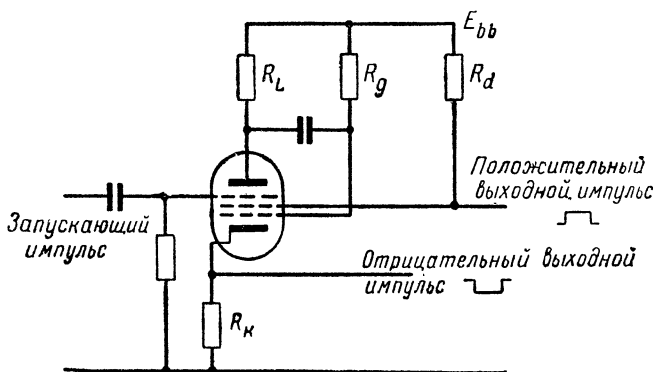 E_bb
R_L
R_g
R_d
Положительный
выходной импульс
Запускающий
импульс
Отрицательный выходной
импульс
R_к